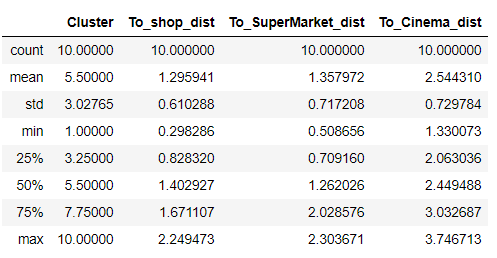 Cluster To_shop_dist To_SuperMarket_dist To_Cinema_dist
count 10.00000 10.000000 10.000000 10.000000
mean 5.50000 1.295941 1.357972 2.544310
std 3.02765 0.610288 0.717208 0.729784
min 1.00000 0.298286 0.508656 1.330073
25% 3.25000 0.828320 0.709160 2.063036
50% 5.50000 1.402927 1.262026 2.449488
75% 7.75000 1.671107 2.028576 3.032687
max 10.00000 2.249473 2.303671 3.746713